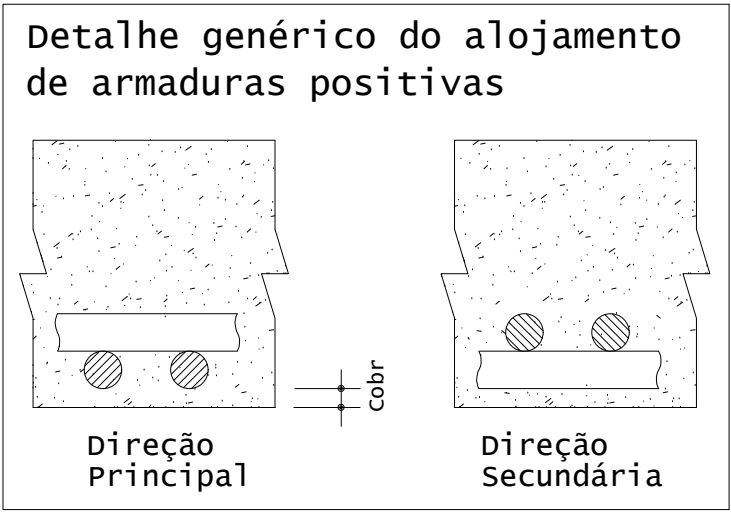 Detalhe genérico do alojamento
de armaduras positivas
Cobr
Direção
Principal
Direção
Secundária